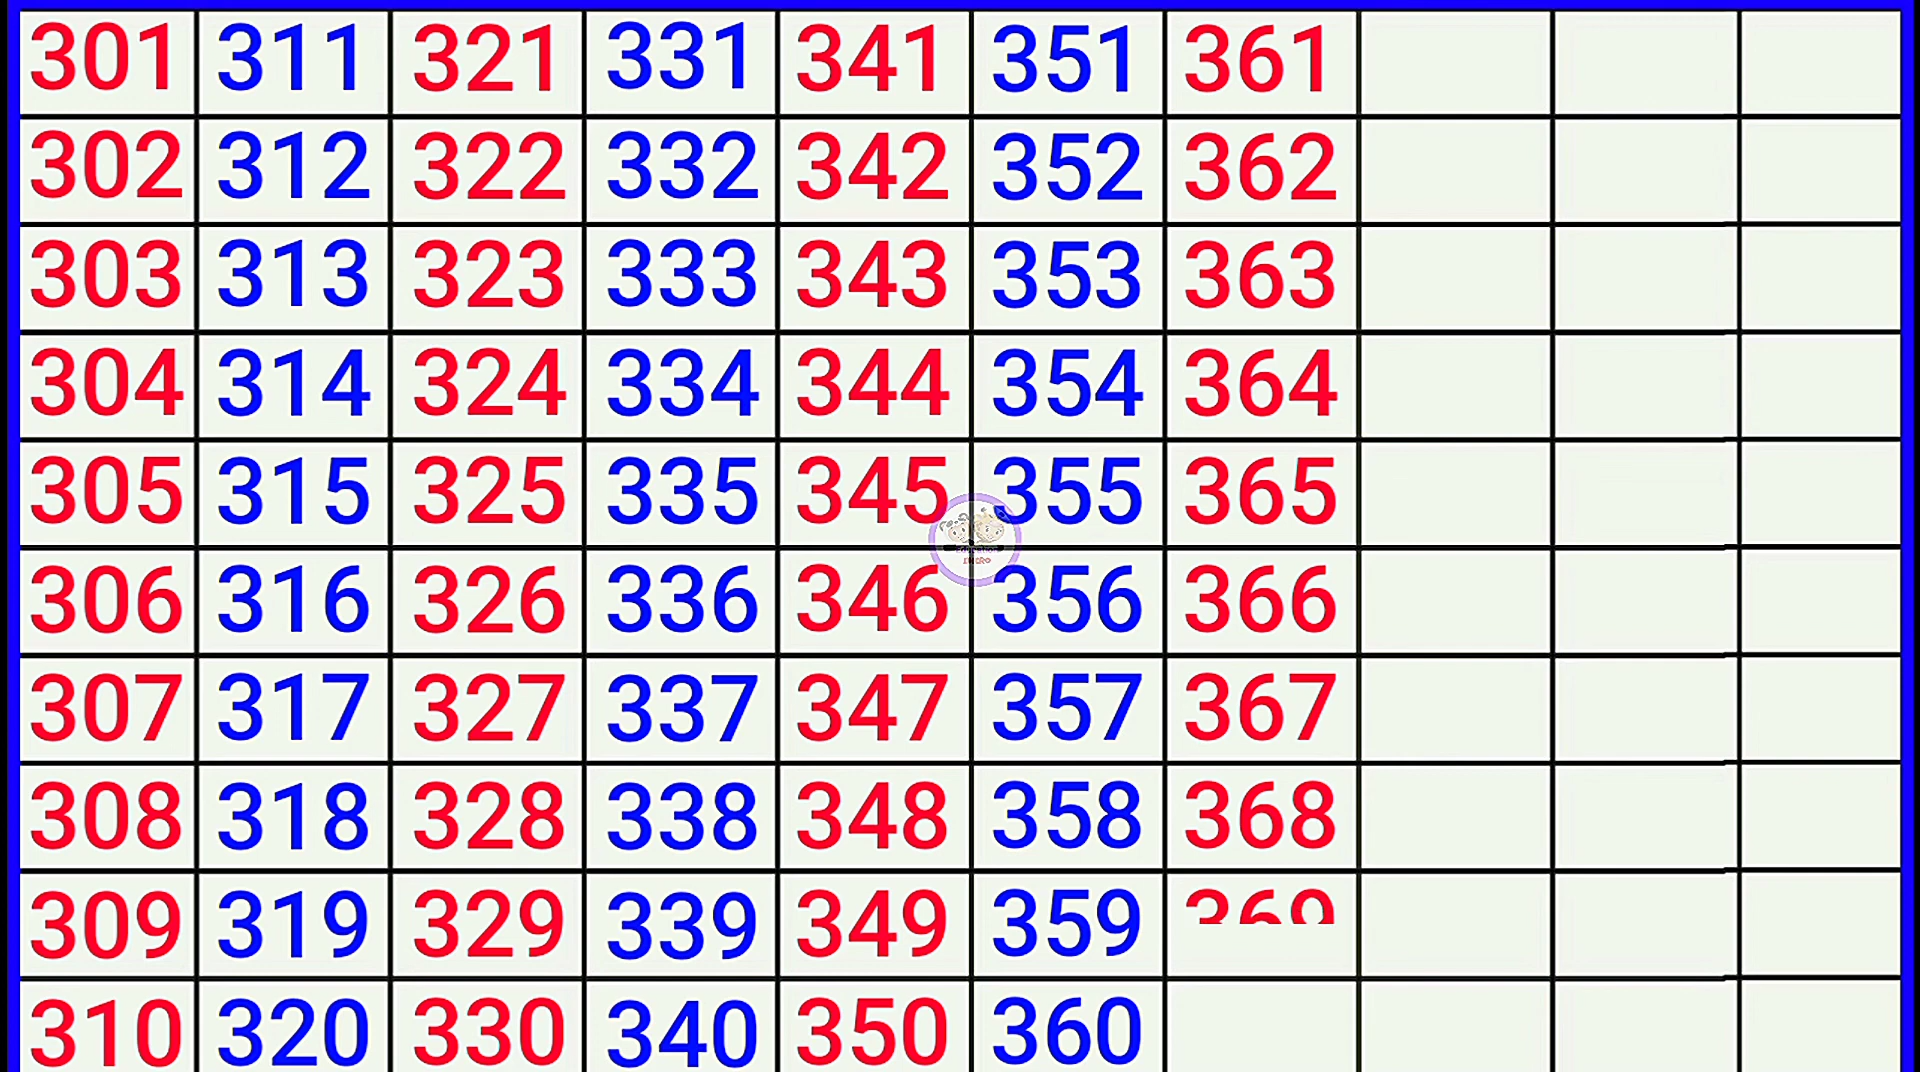 301 311 321 331 341 351 361
302 312 322 332 342 352 362
303 313 323 333 343 353 363
304 314 324 334 344 354 364
305 315 325 335 345 355 365
Education
INTRO
306 316 326 336 346 356 366
307 317 327 337 347 357 367
308 318 328 338 348 358 368
309 319 329 339 349 359
310 320 330 340 350 360